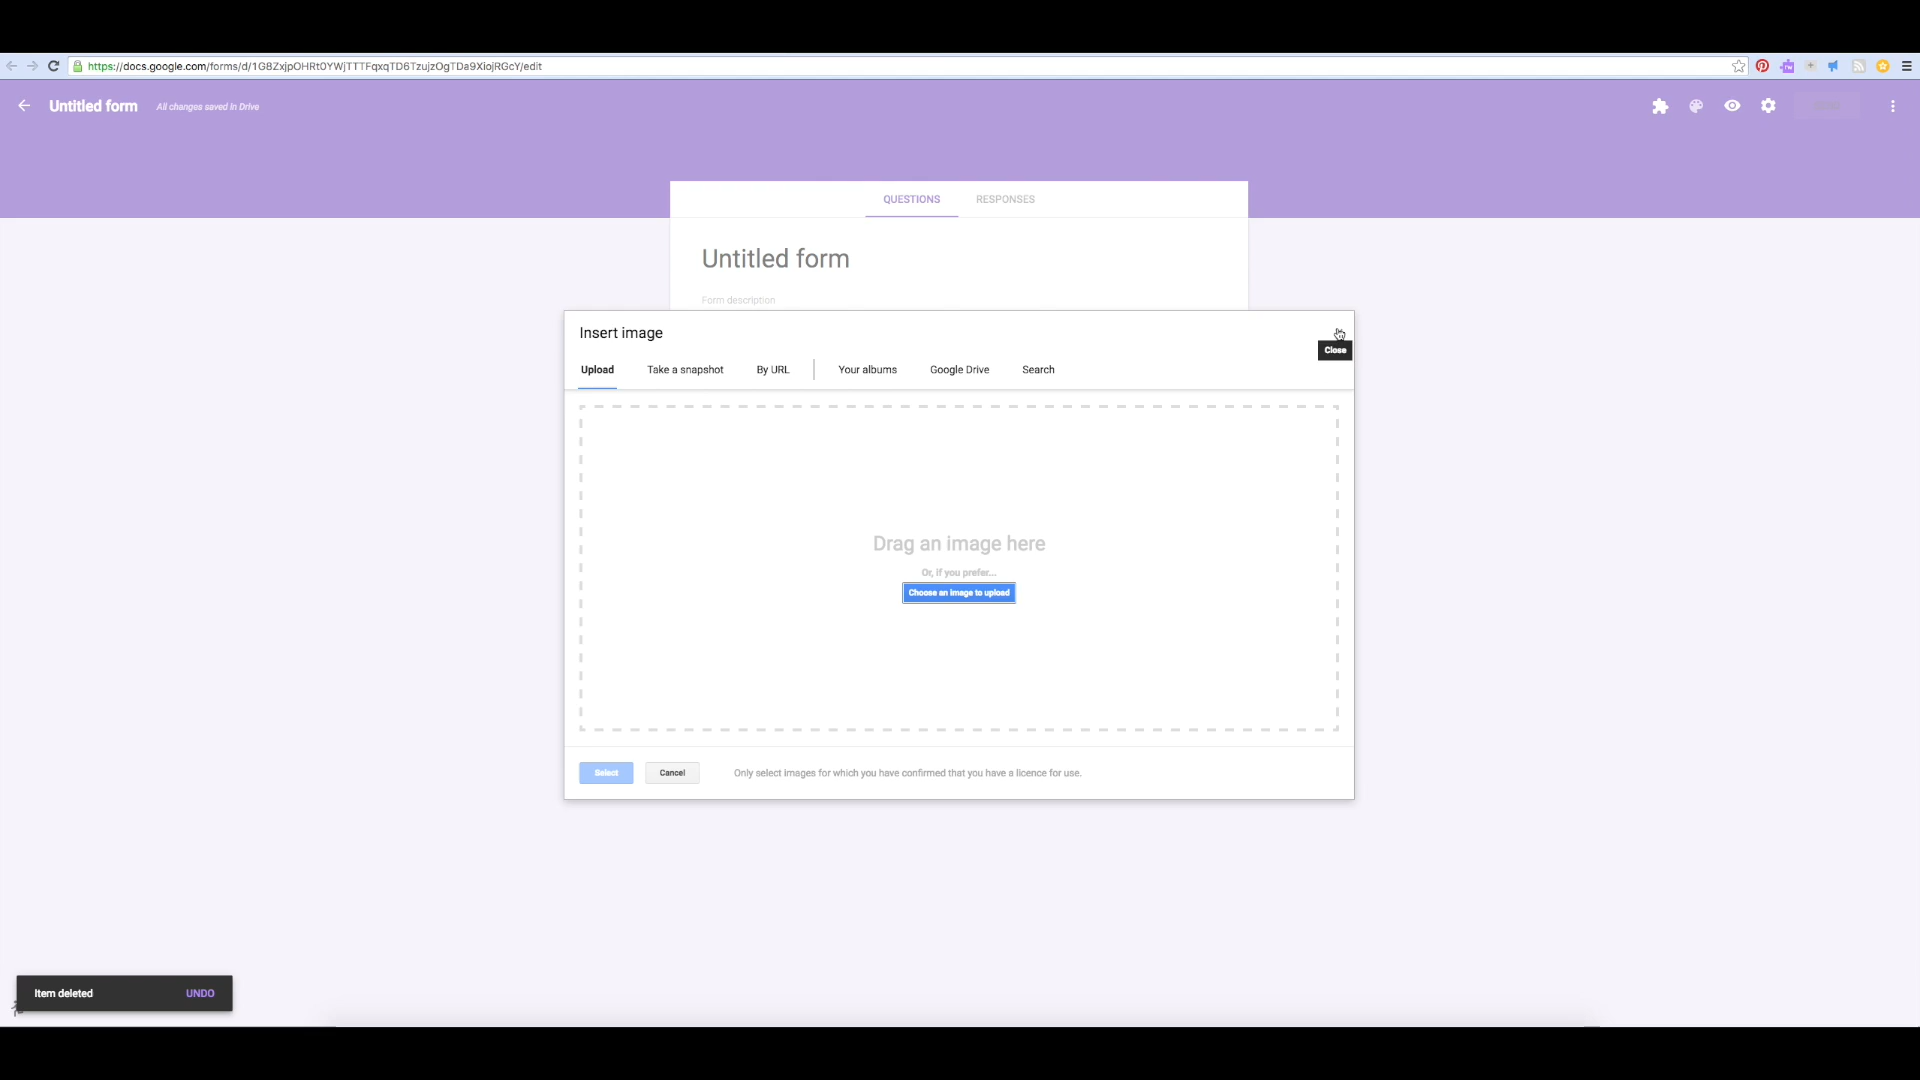 https://docs.google.com/forms/d/1G8ZxjpOHRtOYWjTTTFqxqTD6TzujzOgTDa9XiojRGcY/edit
Untitled form All changes saved in Drive
QUESTIONS RESPONSES
Untitled form
Form description
Insert image
Close
Upload Take a snapshot By URL Your albums Google Drive Search
Drag an image here
Or, if you prefer...
Choose an image to upload
Select Cancel Only select images for which you have confirmed that you have a licence for use.
Item deleted UNDO